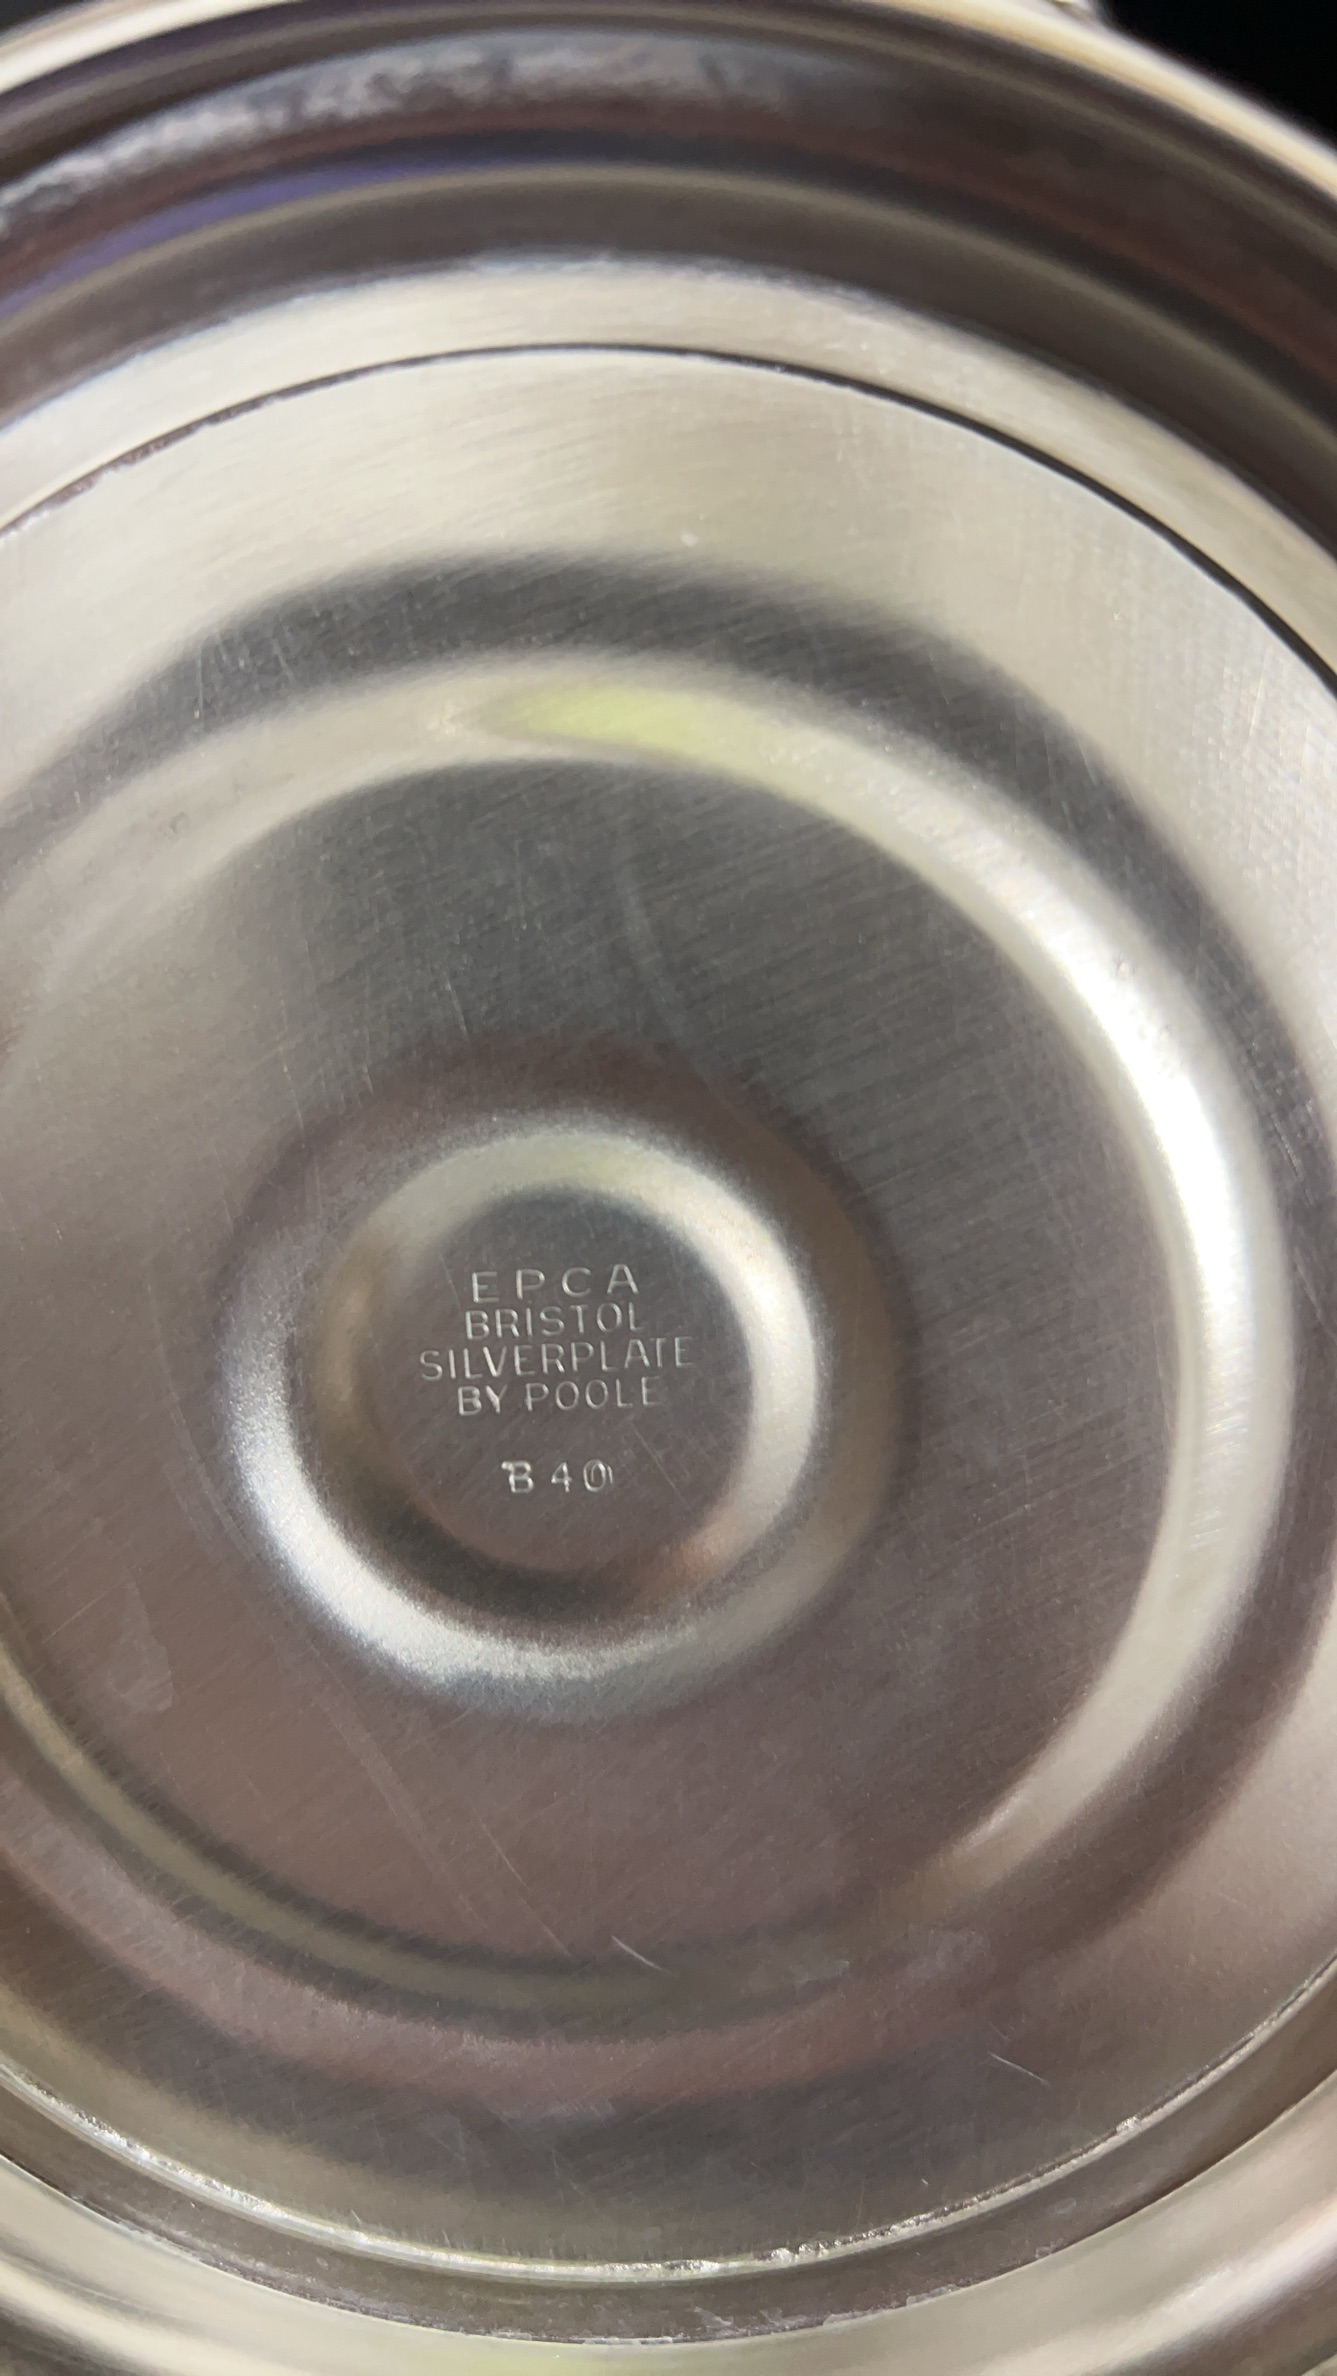 EPCA
BRISTOL
SILVERPLATE
BY POOLE
B40